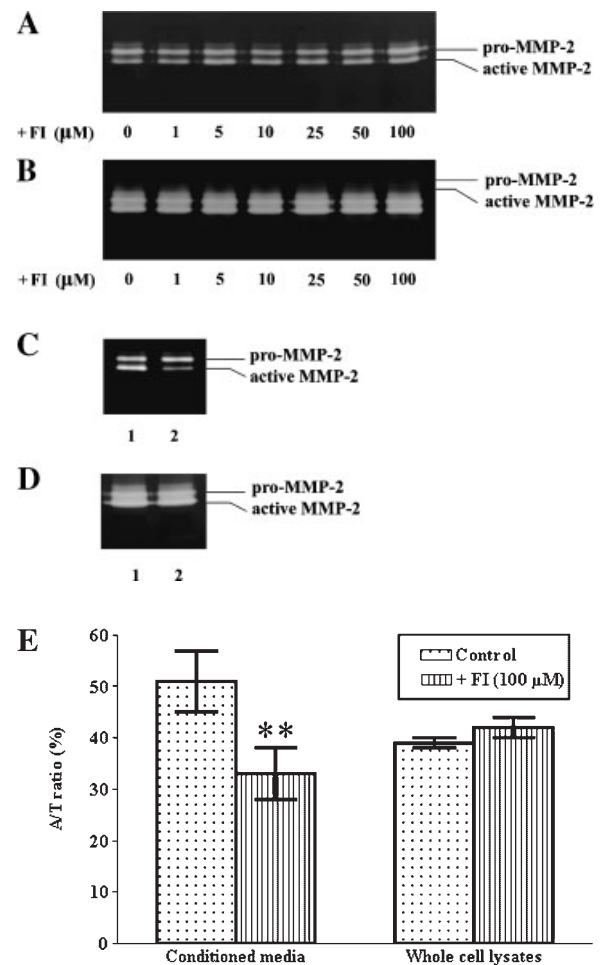 A
pro-MMP-2
active MMP-2
+FI (μM) 0 1 5 10 25 50 100
B
pro-MMP-2
active MMP-2
+FI (μM) 0 1 5 10 25 50 100
C
pro-MMP-2
active MMP-2
1 2
D
pro-MMP-2
active MMP-2
1 2
E
A/T ratio (%)
60
50
40
30
20
10
0
Control
+ FI (100 μM)
**
Conditioned media
Whole cell lysates